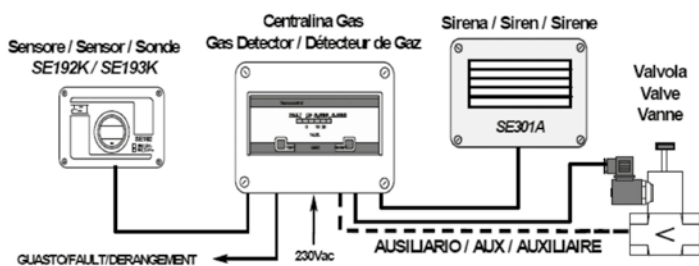 Centralina Gas
Gas Detector / Détecteur de Gaz
Sirena / Siren / Sirene
Sensore / Sensor / Sonde
SE192K / SE193K
Valvola
Valve
Vanne
SE301A
230Vac
AUSILIARIO / AUX / AUXILIAIRE
GUASTO/FAULT/DERANGEMENT